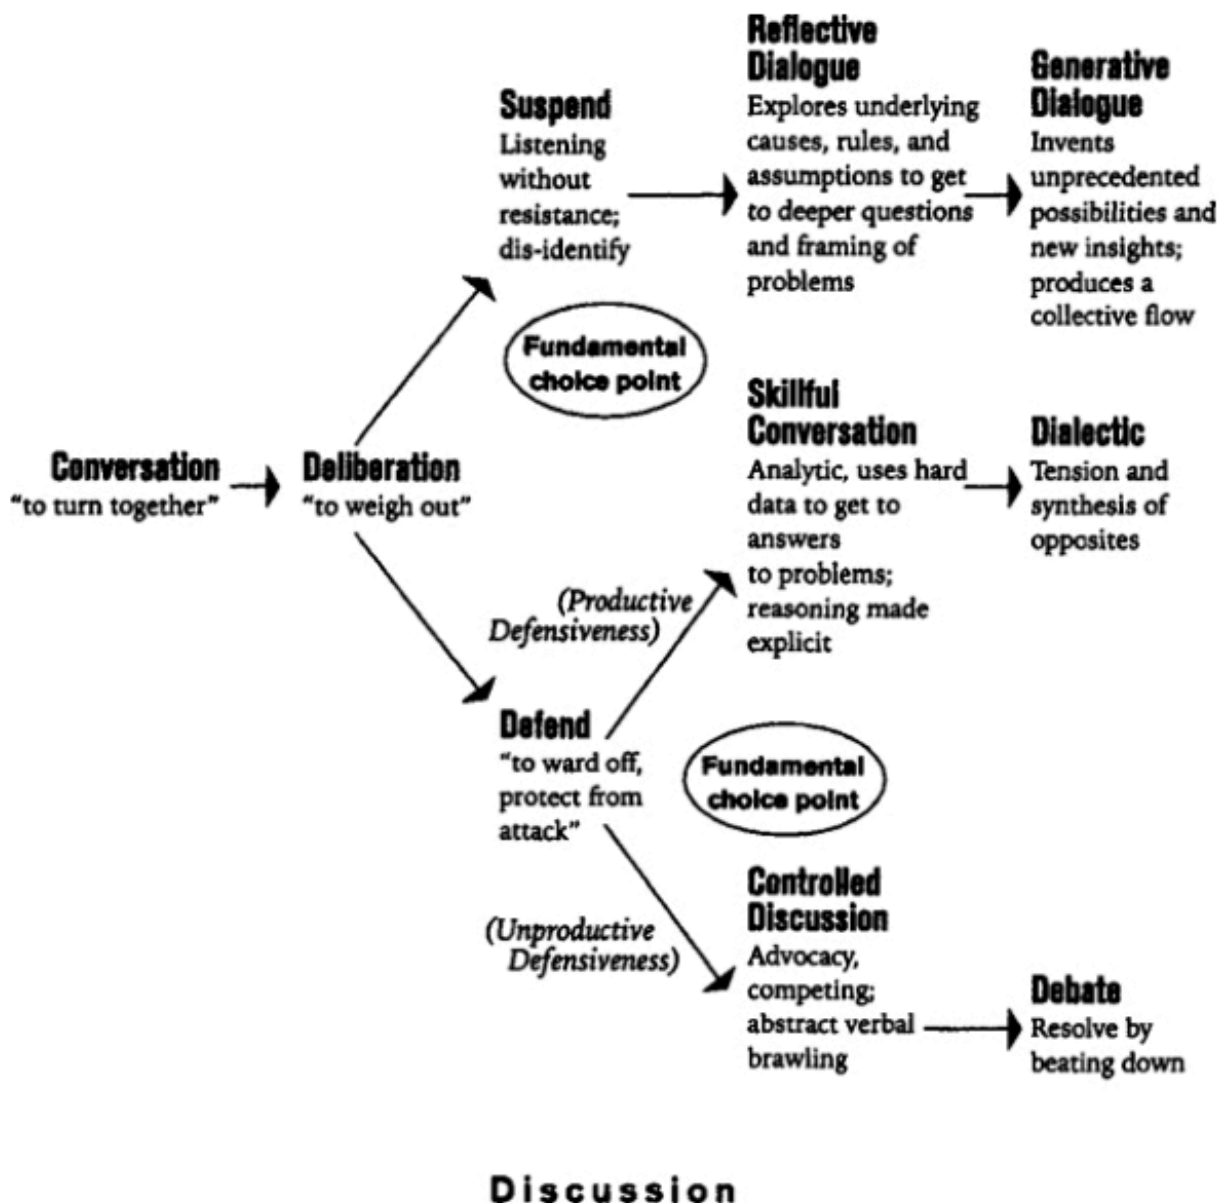 Conversation
“to turn together”
Deliberation
“to weigh out”
Suspend
Listening
without
resistance;
dis-identify
Reflective
Dialogue
Explores underlying
causes, rules, and
assumptions to get
to deeper questions
and framing of
problems
Generative
Dialogue
Invents
unprecedented
possibilities and
new insights;
produces a
collective flow
Fundamental
choice point
(Productive
Defensiveness)
Skillful
Conversation
Analytic, uses hard
data to get to
answers
to problems;
reasoning made
explicit
Dialectic
Tension and
synthesis of
opposites
Defend
“to ward off,
protect from
attack”
Fundamental
choice point
(Unproductive
Defensiveness)
Controlled
Discussion
Advocacy,
competing;
abstract verbal
brawling
Debate
Resolve by
beating down
Discussion